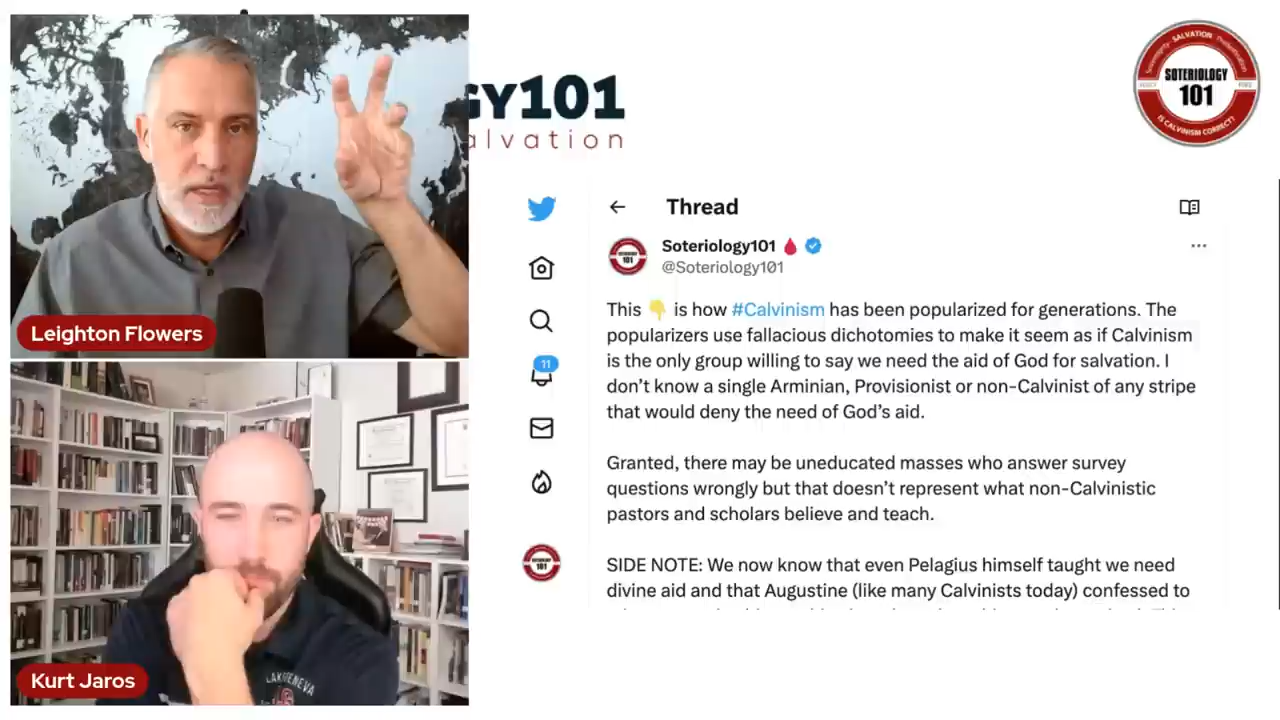 GY101
alvation
Leighton Flowers
Kurt Jaros
LAKE GENEVA
Sovereignty SALVATION Predestination
SOTERIOLOGY
101
IS CALVINISM CORRECT?
Thread
Soteriology101
@Soteriology101
This 👇 is how #Calvinism has been popularized for generations. The
popularizers use fallacious dichotomies to make it seem as if Calvinism
is the only group willing to say we need the aid of God for salvation. I
don’t know a single Arminian, Provisionist or non-Calvinist of any stripe
that would deny the need of God’s aid.
Granted, there may be uneducated masses who answer survey
questions wrongly but that doesn’t represent what non-Calvinistic
pastors and scholars believe and teach.
SIDE NOTE: We now know that even Pelagius himself taught we need
divine aid and that Augustine (like many Calvinists today) confessed to
11